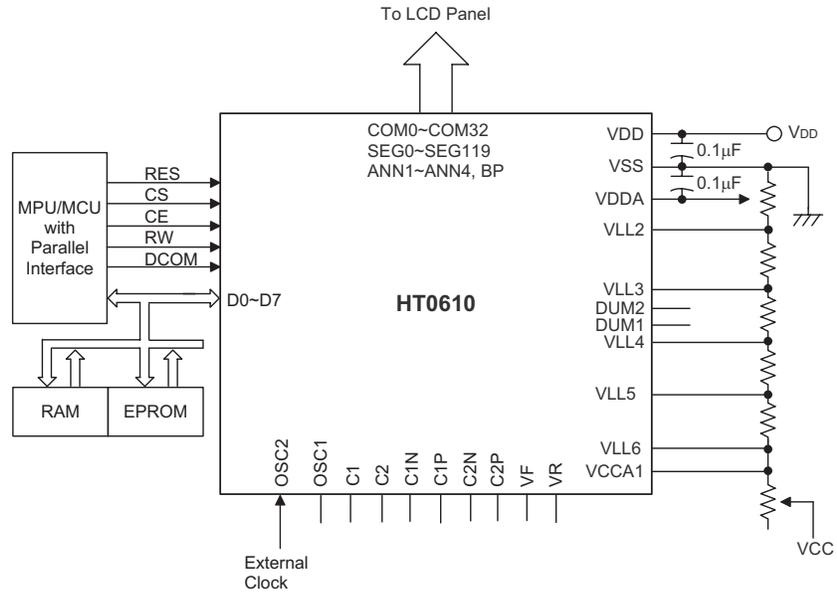 To LCD Panel
COM0~COM32
SEG0~SEG119
ANN1~ANN4, BP
MPU/MCU
with
Parallel
Interface
RES
CS
CE
RW
DCOM
D0~D7
RAM
EPROM
HT0610
VDD
VSS
VDDA
VLL2
VLL3
DUM2
DUM1
VLL4
VLL5
VLL6
VCCA1
VDD
0.1μF
0.1μF
VCC
OSC2
OSC1
C1
C2
C1N
C1P
C2N
C2P
VF
VR
External
Clock